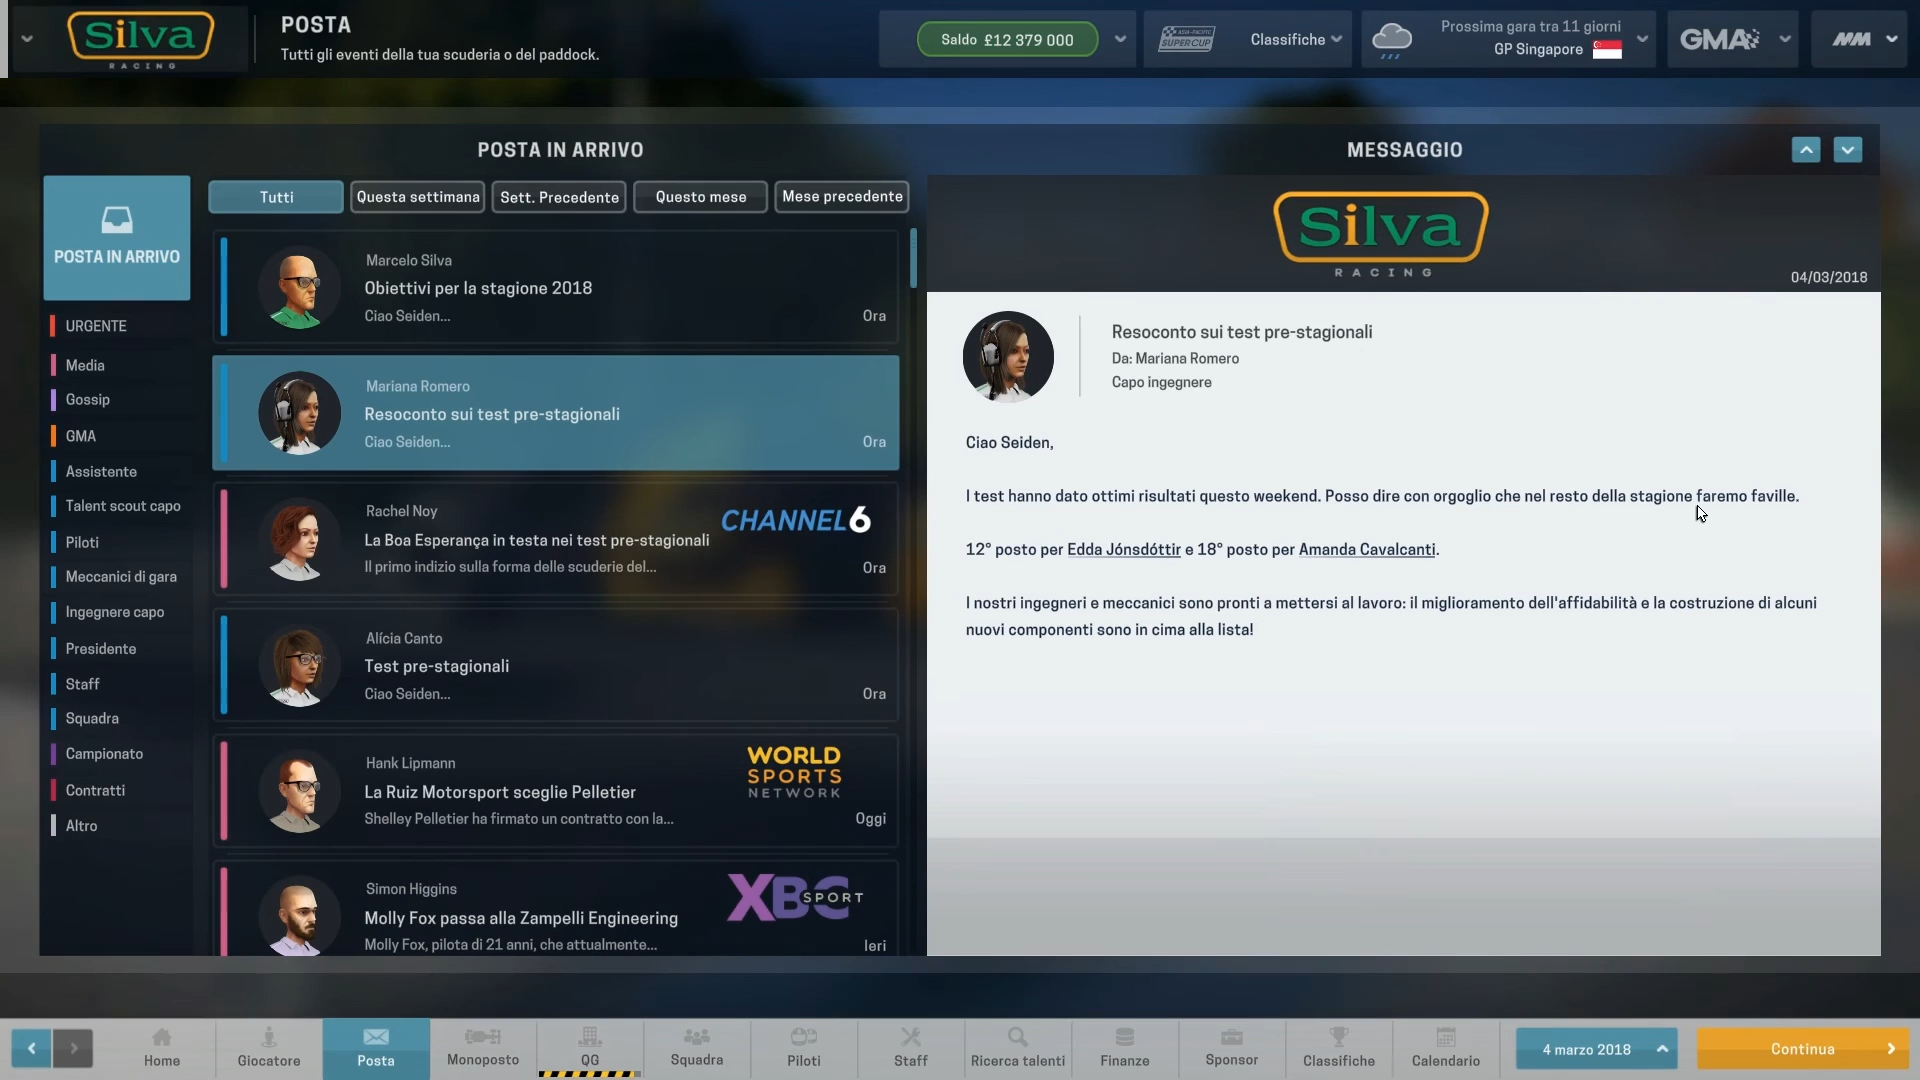 Silva
RACING
POSTA
Tutti gli eventi della tua scuderia o del paddock.
Saldo £12 379 000
ASIA-PACIFIC
SUPER CUP
Classifiche
Prossima gara tra 11 giorni
GP Singapore
GMA
POSTA IN ARRIVO
MESSAGGIO
POSTA IN ARRIVO
URGENTE
Media
Gossip
GMA
Assistente
Talent scout capo
Piloti
Meccanici di gara
Ingegnere capo
Presidente
Staff
Squadra
Campionato
Contratti
Altro
Tutti
Questa settimana
Sett. Precedente
Questo mese
Mese precedente
Marcelo Silva
Obiettivi per la stagione 2018
Ciao Seiden...
Ora
Mariana Romero
Resoconto sui test pre-stagionali
Ciao Seiden...
Ora
Rachel Noy
CHANNEL6
La Boa Esperança in testa nei test pre-stagionali
Il primo indizio sulla forma delle scuderie del...
Ora
Alícia Canto
Test pre-stagionali
Ciao Seiden...
Ora
Hank Lipmann
WORLD
SPORTS
NETWORK
La Ruiz Motorsport sceglie Pelletier
Shelley Pelletier ha firmato un contratto con la...
Oggi
Simon Higgins
XBC SPORT
Molly Fox passa alla Zampelli Engineering
Molly Fox, pilota di 21 anni, che attualmente...
Ieri
Silva
RACING
04/03/2018
Resoconto sui test pre-stagionali
Da: Mariana Romero
Capo ingegnere
Ciao Seiden,
I test hanno dato ottimi risultati questo weekend. Posso dire con orgoglio che nel resto della stagione faremo faville.
12° posto per Edda Jónsdóttir e 18° posto per Amanda Cavalcanti.
I nostri ingegneri e meccanici sono pronti a mettersi al lavoro: il miglioramento dell'affidabilità e la costruzione di alcuni
nuovi componenti sono in cima alla lista!
Home
Giocatore
Posta
Monoposto
QG
Squadra
Piloti
Staff
Ricerca talenti
Finanze
Sponsor
Classifiche
Calendario
4 marzo 2018
Continua